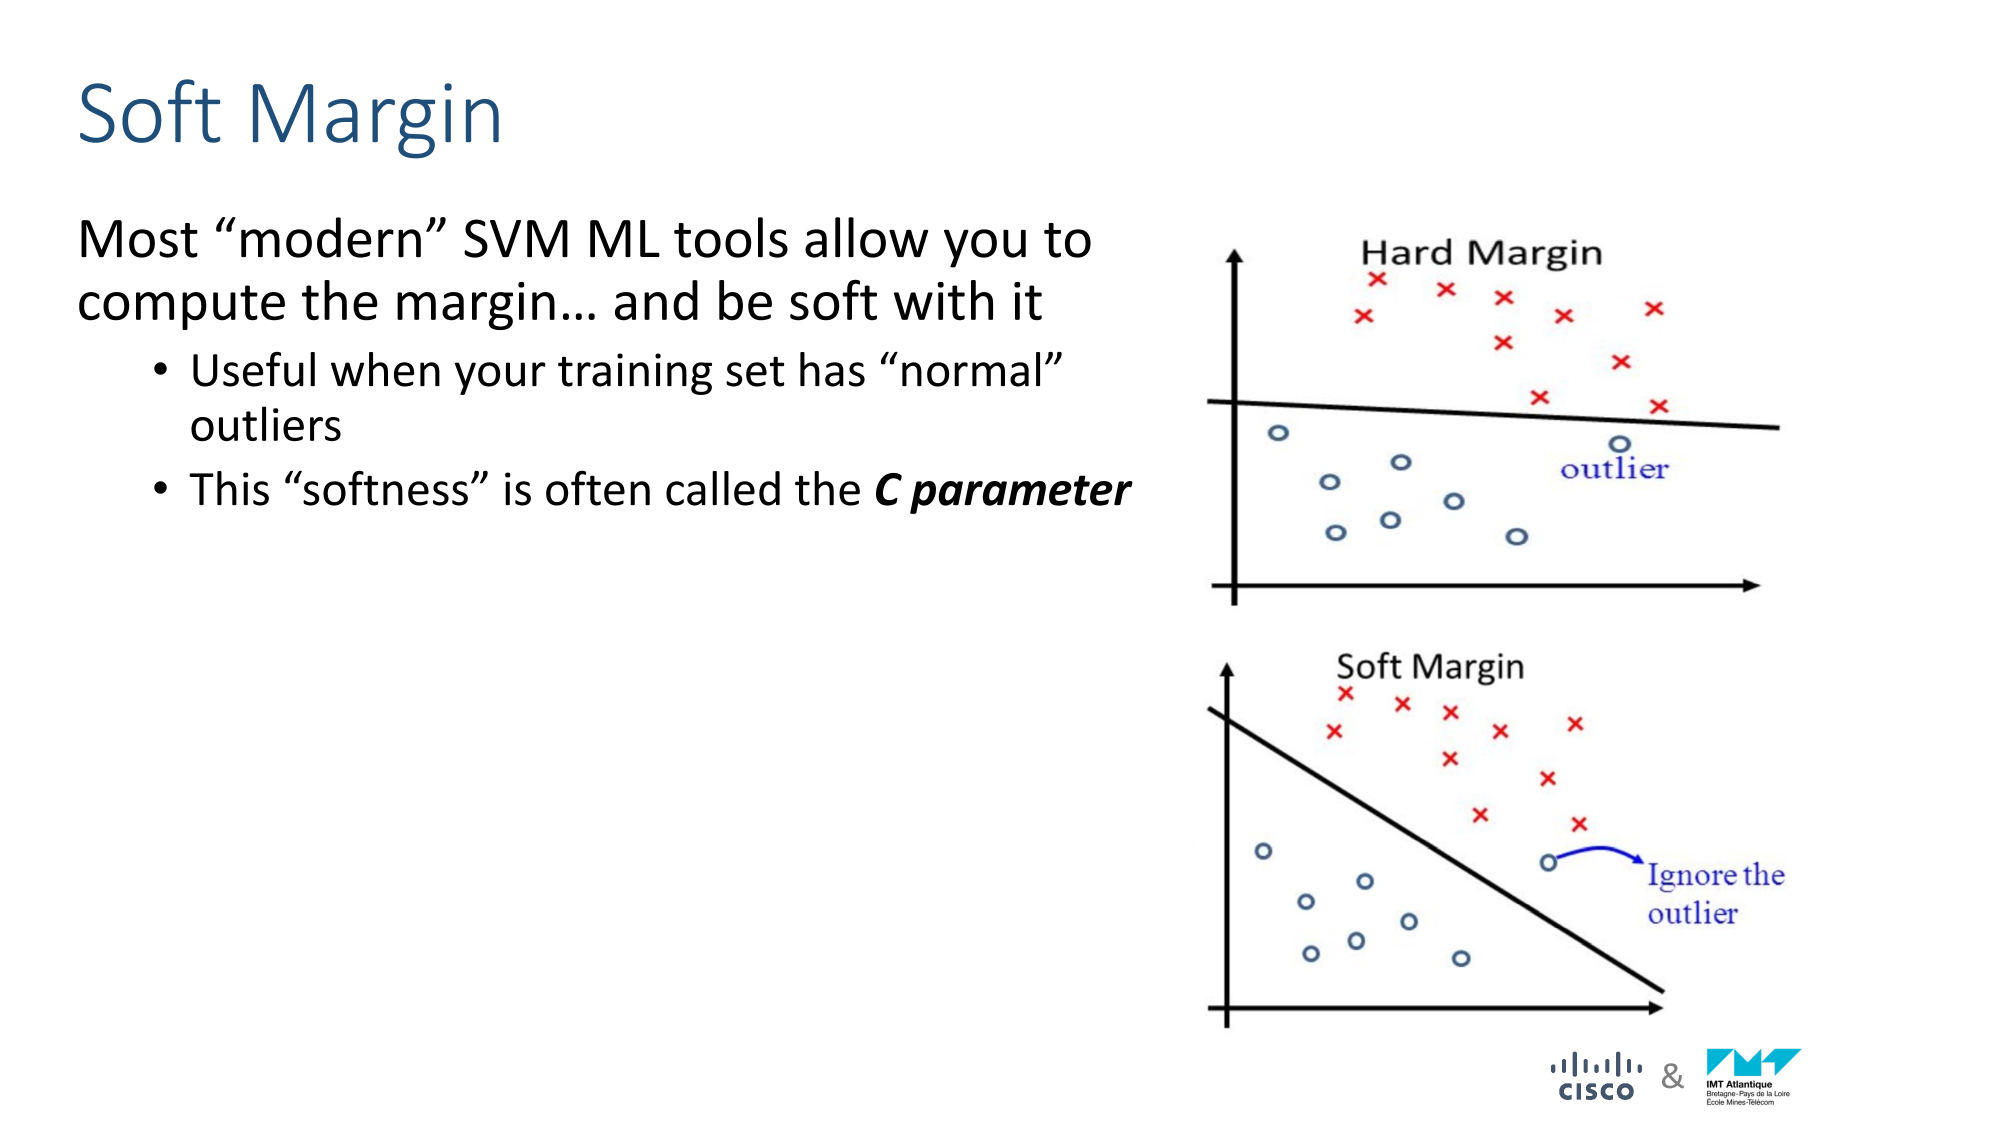 Soft Margin
Most “modern” SVM ML tools allow you to
compute the margin… and be soft with it
• Useful when your training set has “normal”
outliers
• This “softness” is often called the C parameter
Hard Margin
outlier
Soft Margin
Ignore the
outlier
CISCO
&
IMT Atlantique
Bretagne-Pays de la Loire
École Mines-Télécom